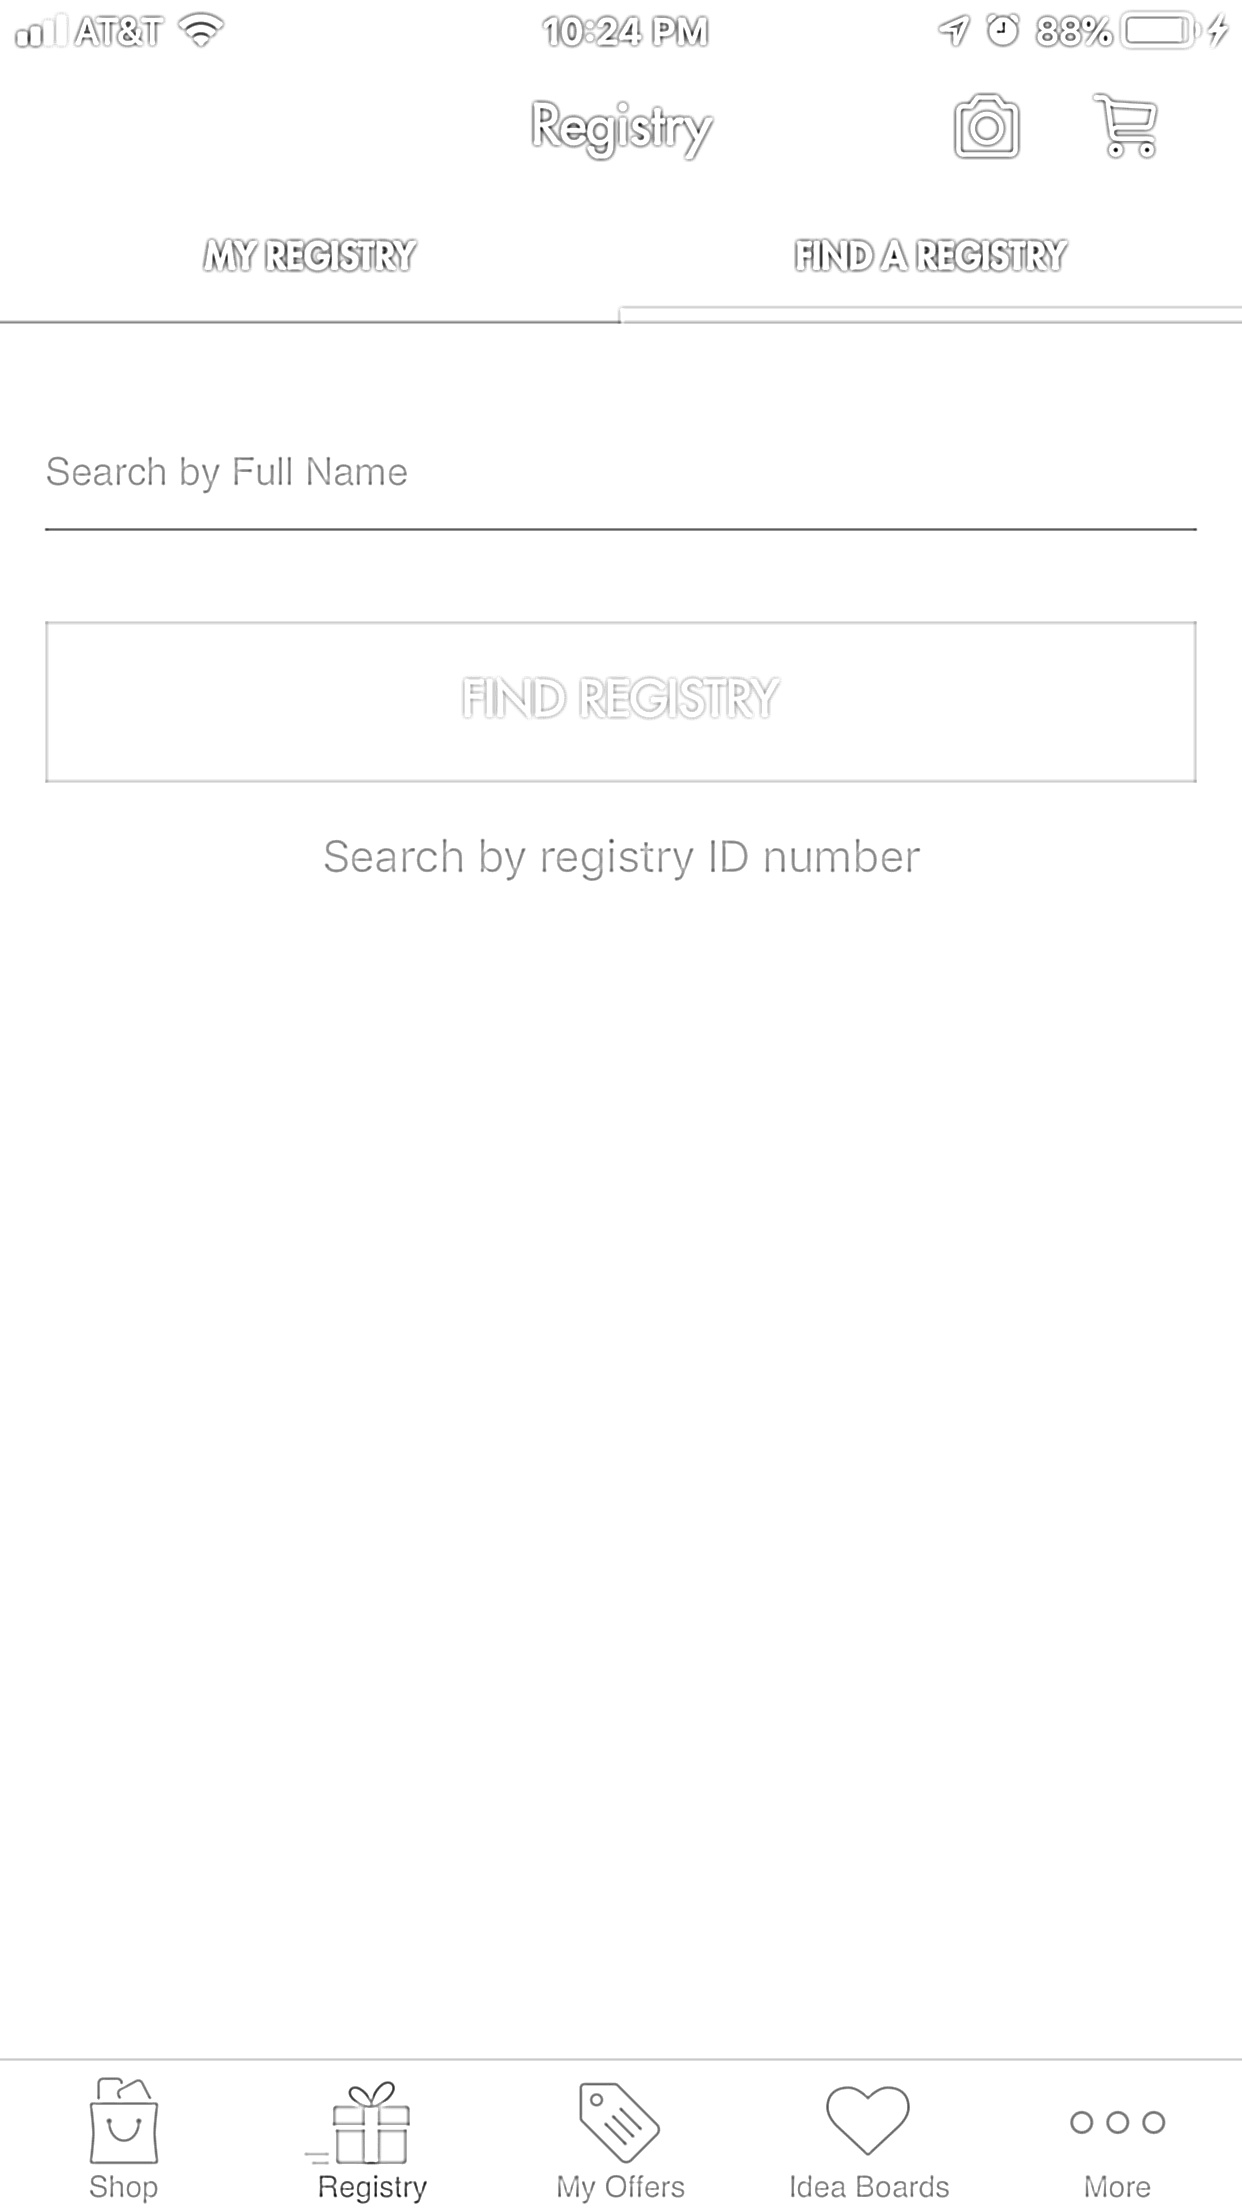 AT&T 10:24 PM 88%
Registry
MY REGISTRY FIND A REGISTRY
Search by Full Name
FIND REGISTRY
Search by registry ID number
Shop Registry My Offers Idea Boards More